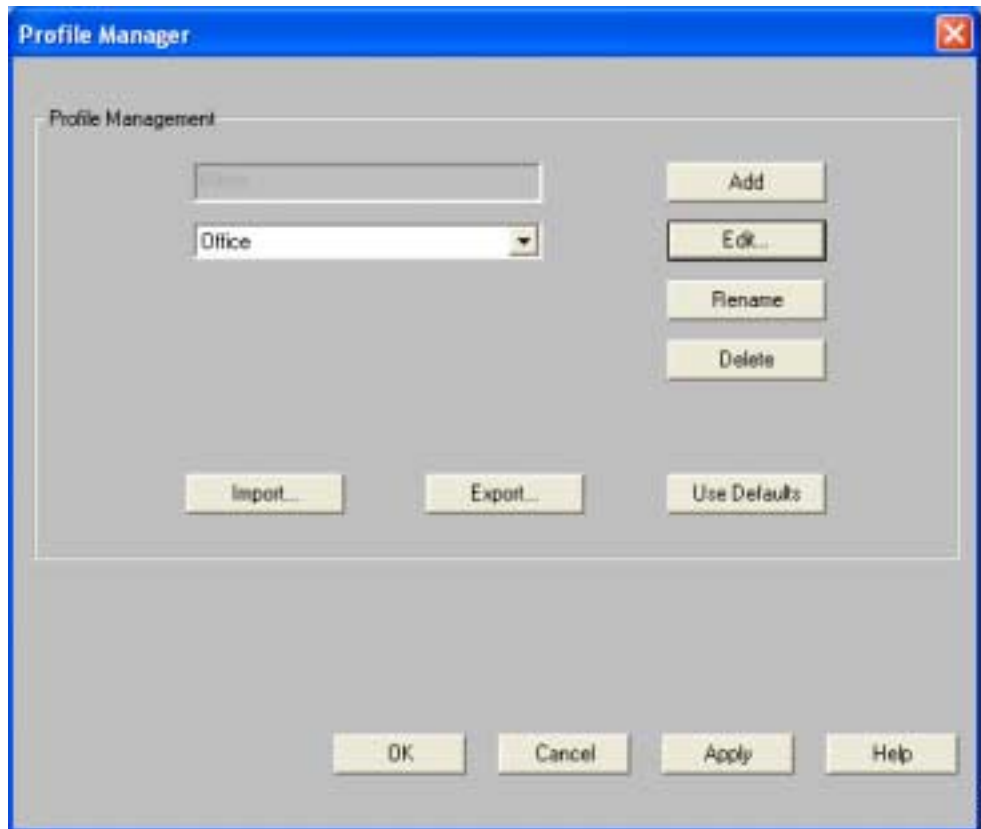 Profile Manager
Profile Management
Add
Office
Edit...
Rename
Delete
Import...
Export...
Use Defaults
OK
Cancel
Apply
Help